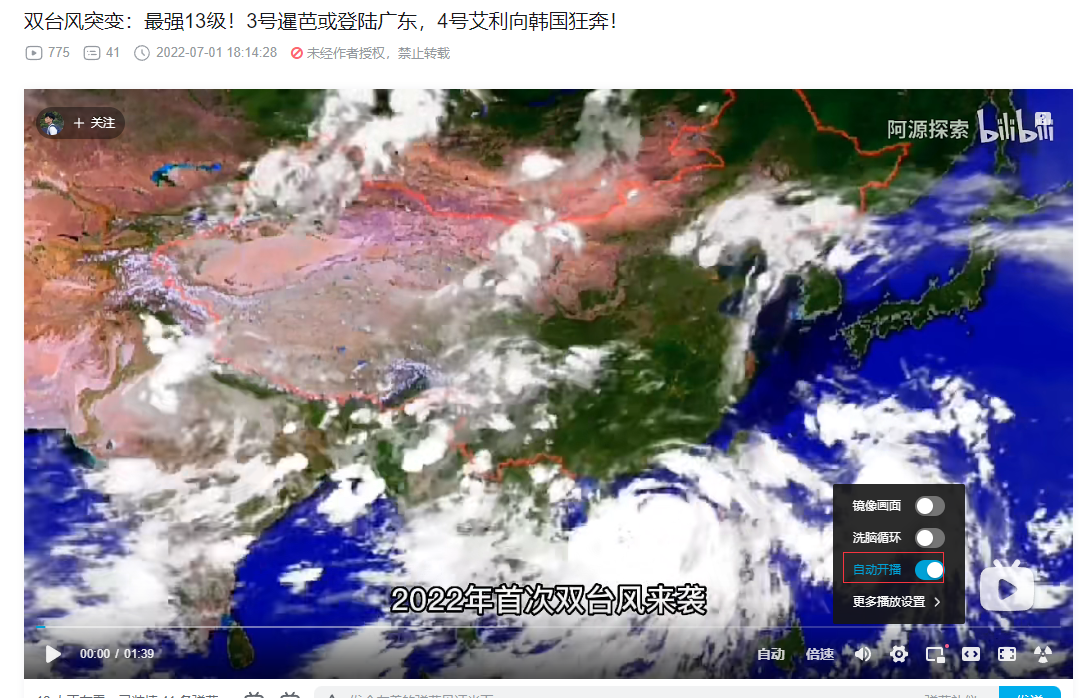 双台风突变：最强13级！3号暹芭或登陆广东，4号艾利向韩国狂奔！
775 41 2022-07-01 18:14:28 未经作者授权，禁止转载
+ 关注
阿源探索 bilibili
镜像画面
洗脑循环
自动开播
更多播放设置 >
2022年首次双台风来袭
00:00 / 01:39 自动 倍速